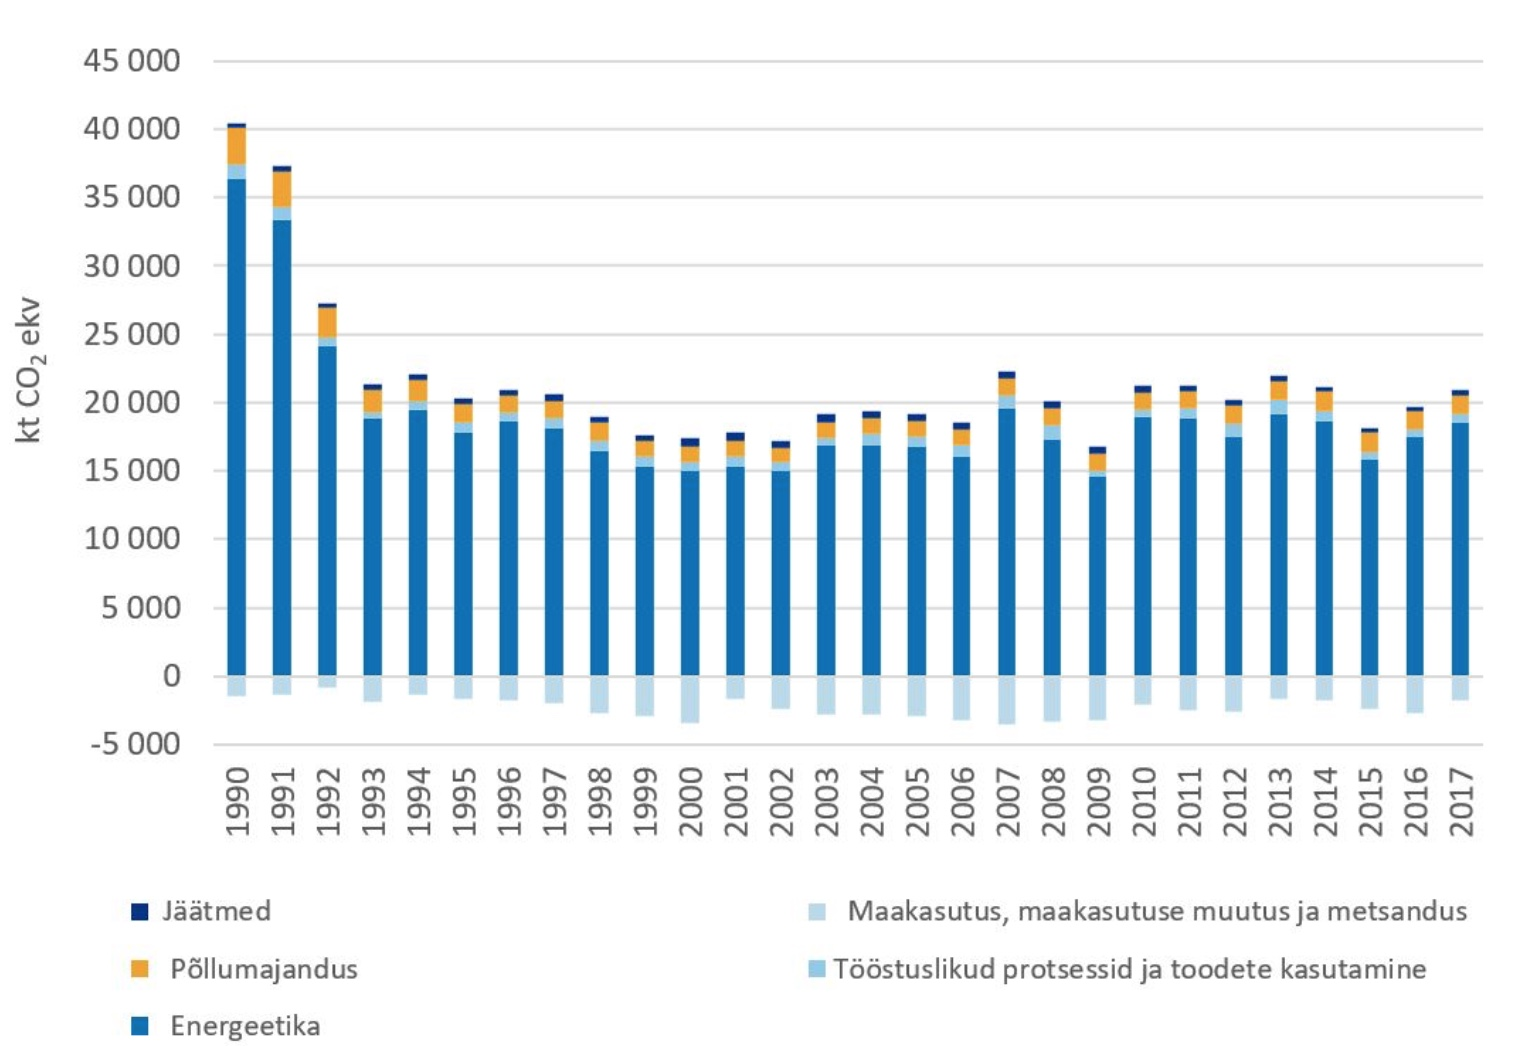 45 000
40 000
35 000
30 000
25 000
20 000
15 000
10 000
5 000
0
-5 000
kt CO₂ ekv
1990 1991 1992 1993 1994 1995 1996 1997 1998 1999 2000 2001 2002 2003 2004 2005 2006 2007 2008 2009 2010 2011 2012 2013 2014 2015 2016 2017
Jäätmed
Maakasutus, maakasutuse muutus ja metsandus
Põllumajandus
Tööstuslikud protsessid ja toodete kasutamine
Energeetika